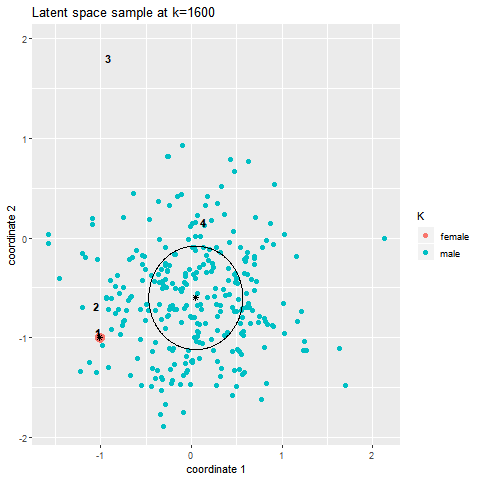 Latent space sample at k=1600
2
3
1
4
0
2
-1
1
-2
-1
0
1
2
coordinate 1
coordinate 2
K
female
male